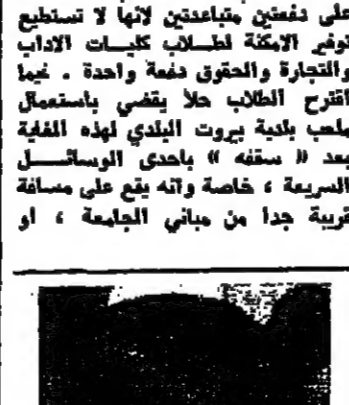 على دفعتين متباعدتين لانها لا تستطيع
توفير الامكنة لطلاب كليات الاداب
والتجارة والحقوق دفعة واحدة . فيما
اقترح الطلاب حلا يقضي باستعمال
ملعب بلدية بيروت البلدي لهذه الغاية
بعد « سقفه » باحدى الوسائل
السريعة ، خاصة وانه يقع على مسافة
قريبة جدا من مباني الجامعة ، او